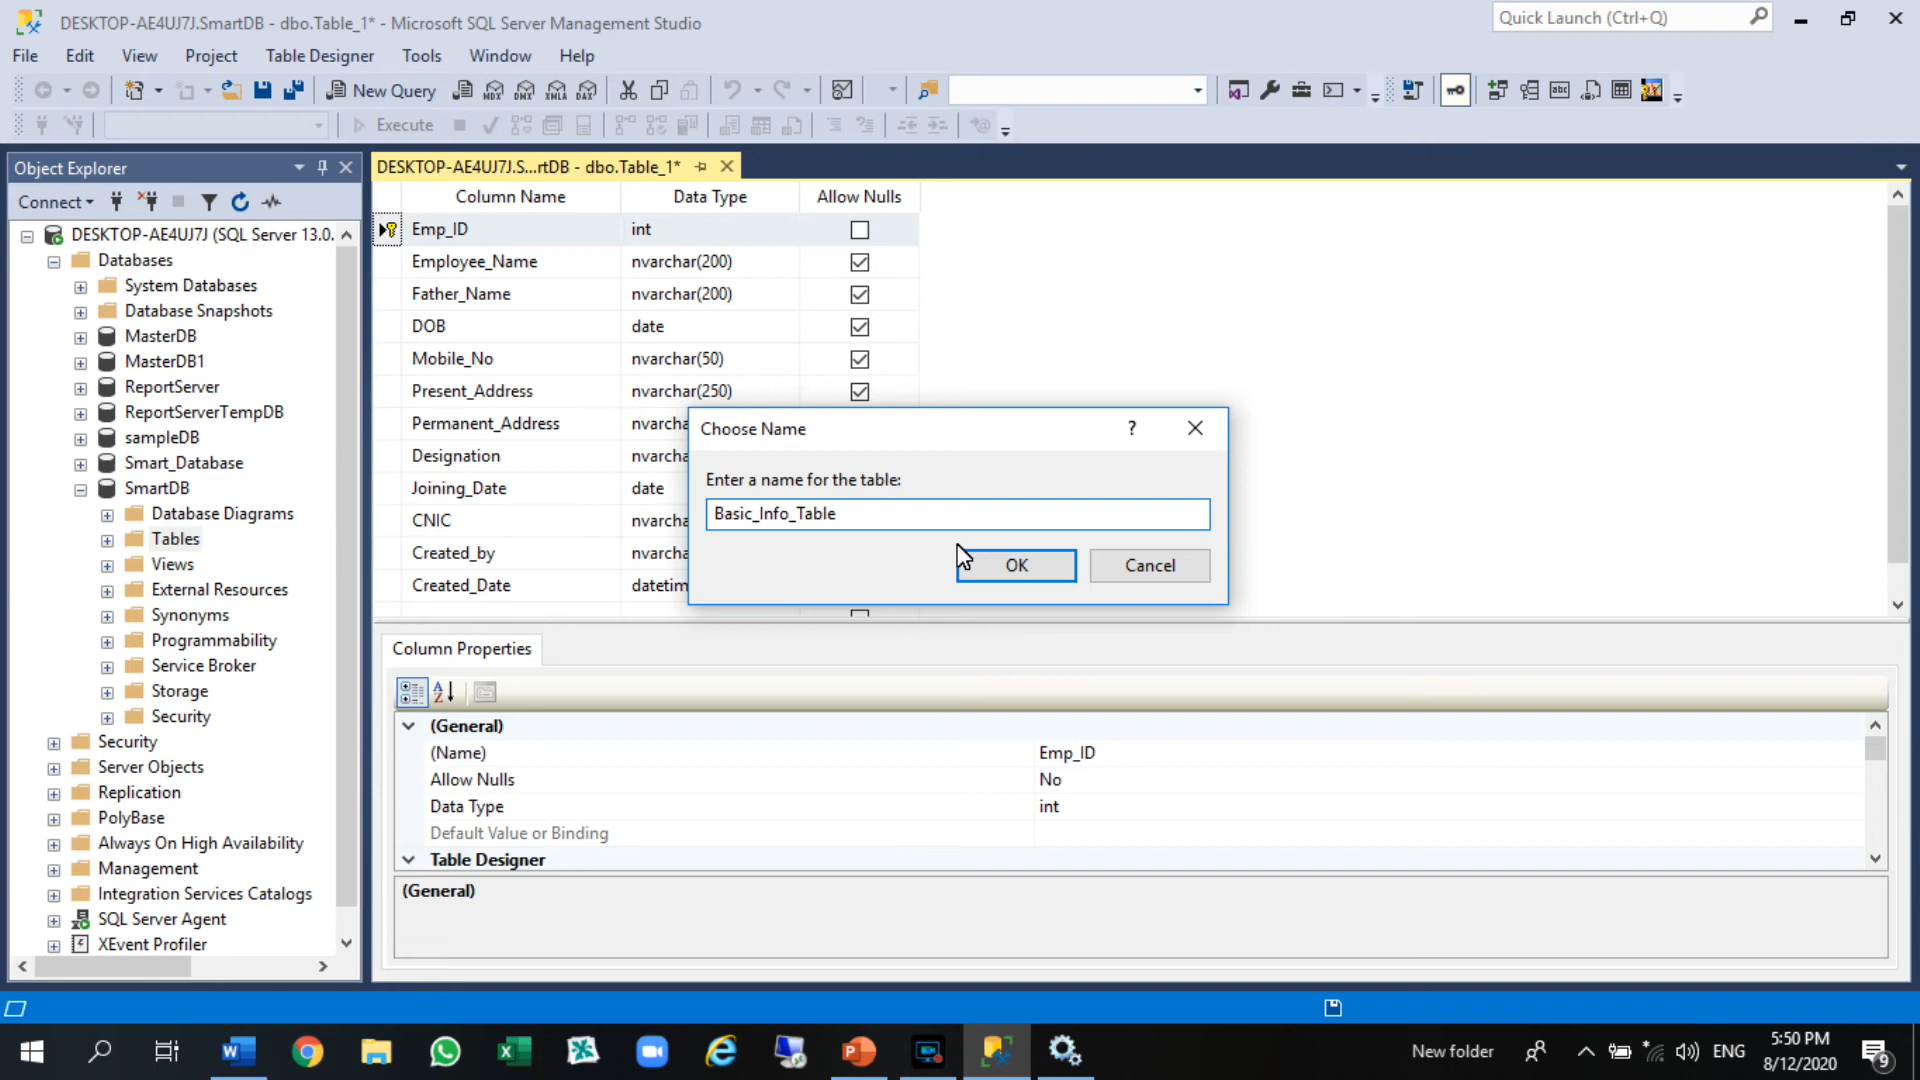 DESKTOP-AE4UJ7J.SmartDB - dbo.Table_1* - Microsoft SQL Server Management Studio
Quick Launch (Ctrl+Q)
File Edit View Project Table Designer Tools Window Help
New Query MDX DMX XMLA DAX
Execute
Object Explorer
DESKTOP-AE4UJ7J.S...rtDB - dbo.Table_1*
Connect
DESKTOP-AE4UJ7J (SQL Server 13.0.
Databases
System Databases
Database Snapshots
MasterDB
MasterDB1
ReportServer
ReportServerTempDB
sampleDB
Smart_Database
SmartDB
Database Diagrams
Tables
Views
External Resources
Synonyms
Programmability
Service Broker
Storage
Security
Security
Server Objects
Replication
PolyBase
Always On High Availability
Management
Integration Services Catalogs
SQL Server Agent
XEvent Profiler
Column Name Data Type Allow Nulls
Emp_ID int
Employee_Name nvarchar(200)
Father_Name nvarchar(200)
DOB date
Mobile_No nvarchar(50)
Present_Address nvarchar(250)
Permanent_Address nvarcha
Designation nvarcha
Joining_Date date
CNIC nvarcha
Created_by nvarcha
Created_Date datetim
Choose Name
Enter a name for the table:
Basic_Info_Table
OK Cancel
Column Properties
(General)
(Name) Emp_ID
Allow Nulls No
Data Type int
Default Value or Binding
Table Designer
(General)
New folder
ENG
5:50 PM
8/12/2020
9